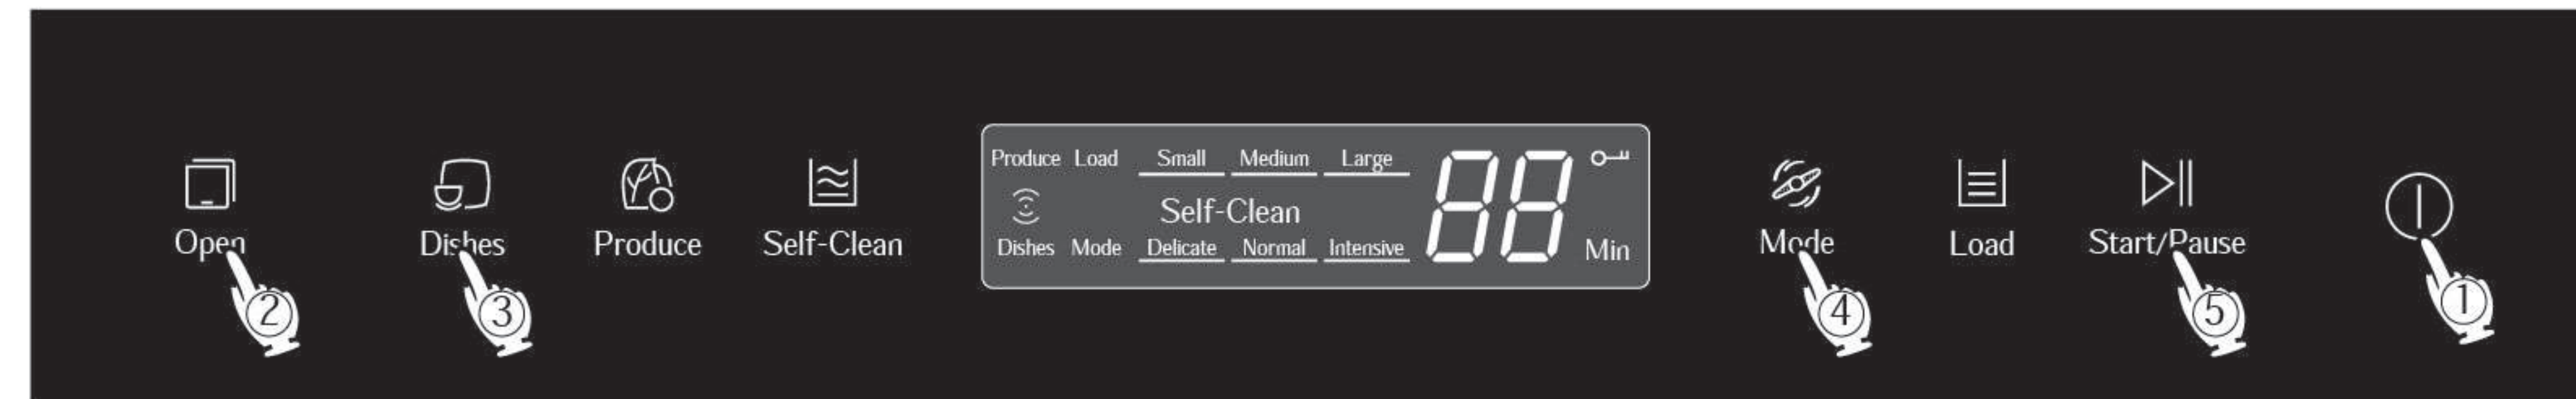 Produce Load Small Medium Large 88
Self-Clean
Dishes Mode Delicate Normal Intensive Min
Open Dishes Produce Self-Clean Mode Load Start/Pause
② ③ ④ ⑤ ①